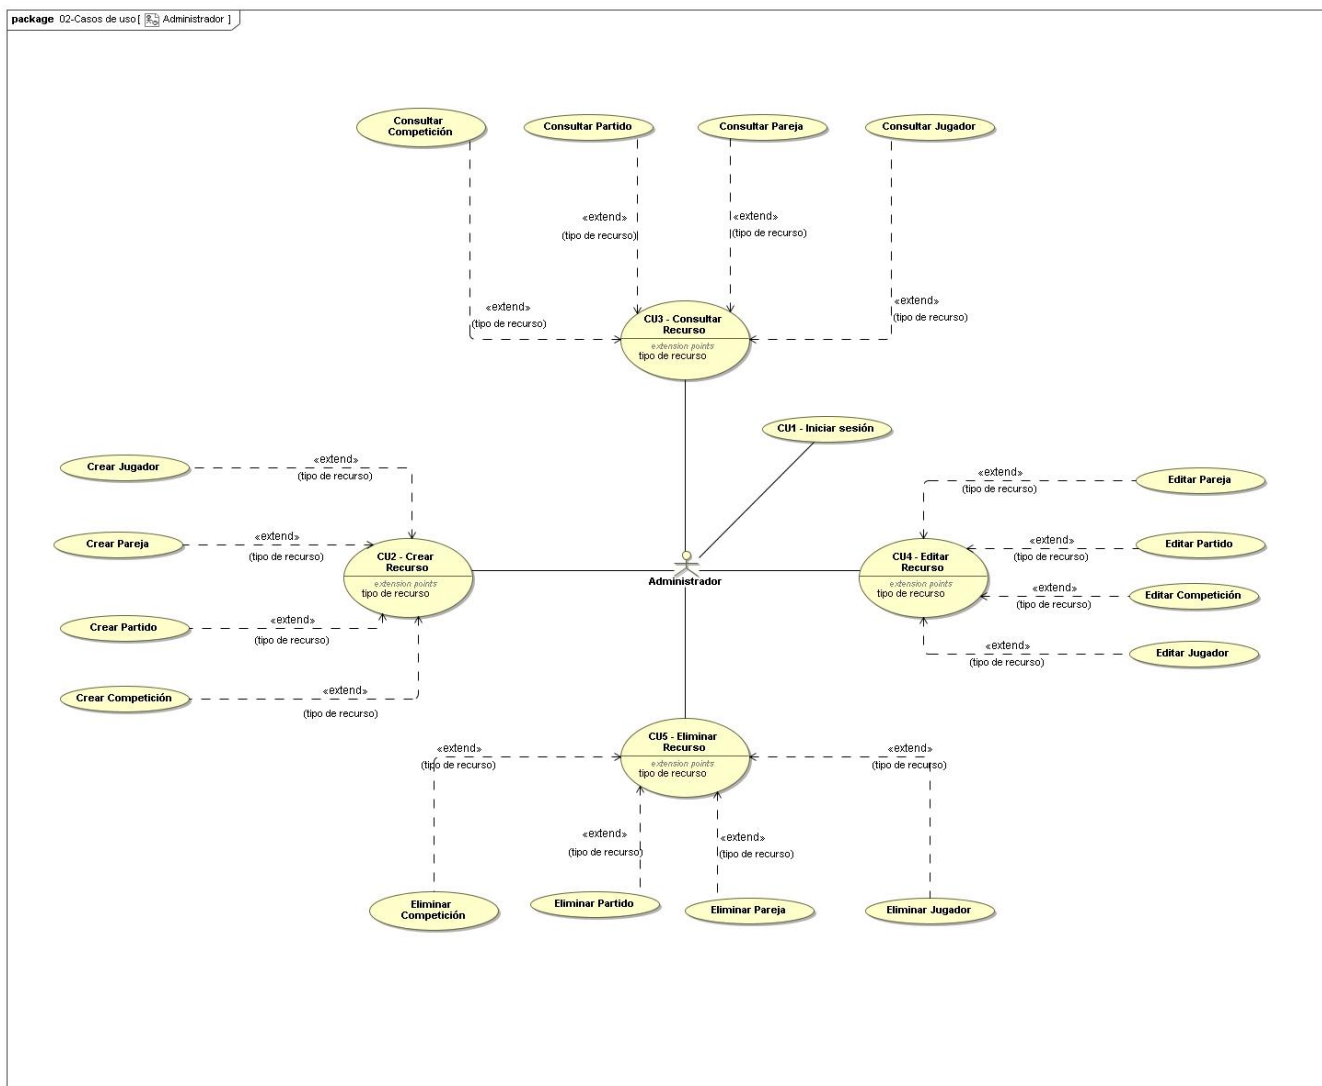 package 02-Casos de uso [ Administrador ]
Consultar
Competición
Consultar Partido
Consultar Pareja
Consultar Jugador
«extend»
(tipo de recurso)
«extend»
(tipo de recurso)
«extend»
(tipo de recurso)
«extend»
(tipo de recurso)
CU3 - Consultar
Recurso
extension points
tipo de recurso
CU1 - Iniciar sesión
Crear Jugador
«extend»
(tipo de recurso)
Crear Pareja
«extend»
(tipo de recurso)
CU2 - Crear
Recurso
extension points
tipo de recurso
Crear Partido
«extend»
(tipo de recurso)
Crear Competición
«extend»
(tipo de recurso)
Administrador
«extend»
(tipo de recurso)
Editar Pareja
«extend»
(tipo de recurso)
Editar Partido
CU4 - Editar
Recurso
extension points
tipo de recurso
«extend»
(tipo de recurso)
Editar Competición
«extend»
(tipo de recurso)
Editar Jugador
CU5 - Eliminar
Recurso
extension points
tipo de recurso
«extend»
(tipo de recurso)
«extend»
(tipo de recurso)
«extend»
(tipo de recurso)
«extend»
(tipo de recurso)
Eliminar
Competición
Eliminar Partido
Eliminar Pareja
Eliminar Jugador